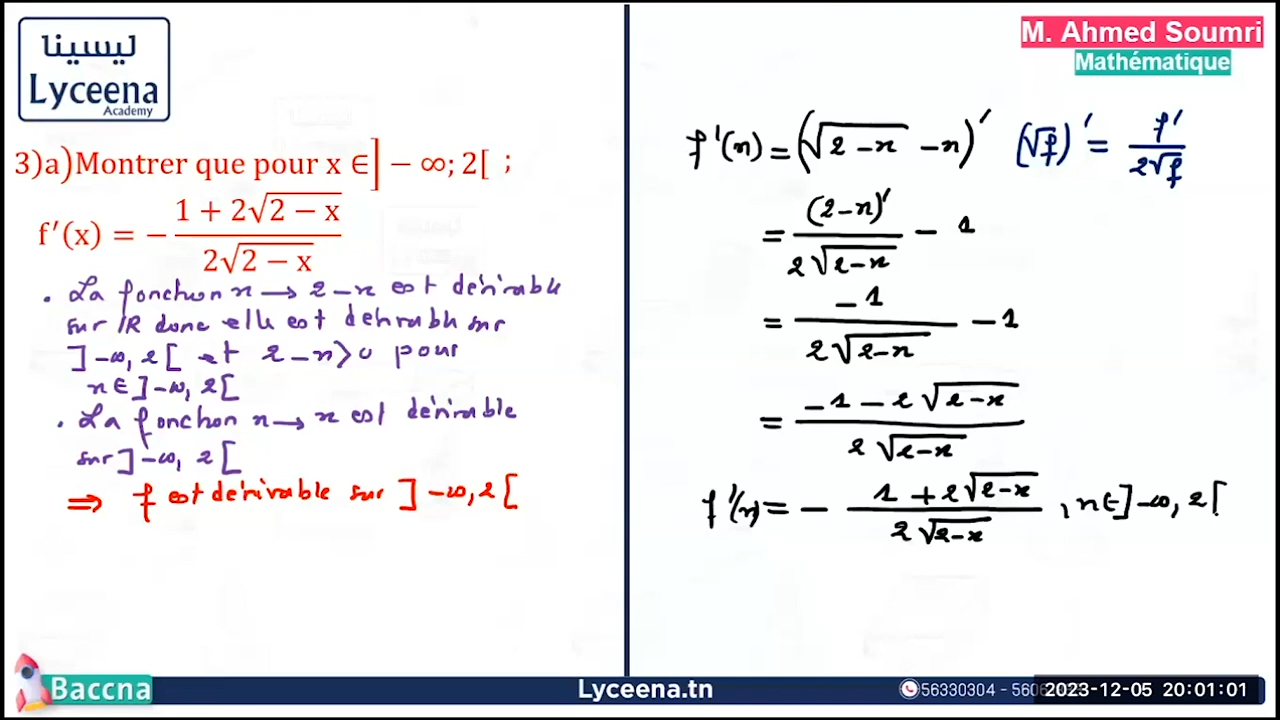 ليسينا
Lyceena
Academy
M. Ahmed Soumri
Mathématique
3)a)Montrer que pour x ∈]−∞; 2[ ;
f′(x) = − (1 + 2√(2 − x)) / (2√(2 − x))
. La fonction x → 2−x est dérivable
sur IR donc elle est dérivable sur
]−∞, 2[ et 2−x>0 pour
x∈]−∞, 2[
. La fonction x → x est dérivable
sur ]−∞, 2[
⇒ f est dérivable sur ]−∞,2[
f'(x) = (√(2−x) −x)' (√f)' = f' / (2√f)
= (2−x)' / (2√(2−x)) − 1
= −1 / (2√(2−x)) − 1
= (−1 − 2√(2−x)) / (2√(2−x))
f'(x) = − (1 + 2√(2−x)) / (2√(2−x)) , x∈]−∞, 2[
Baccna
Lyceena.tn
56330304 - 560
2023-12-05 20:01:01